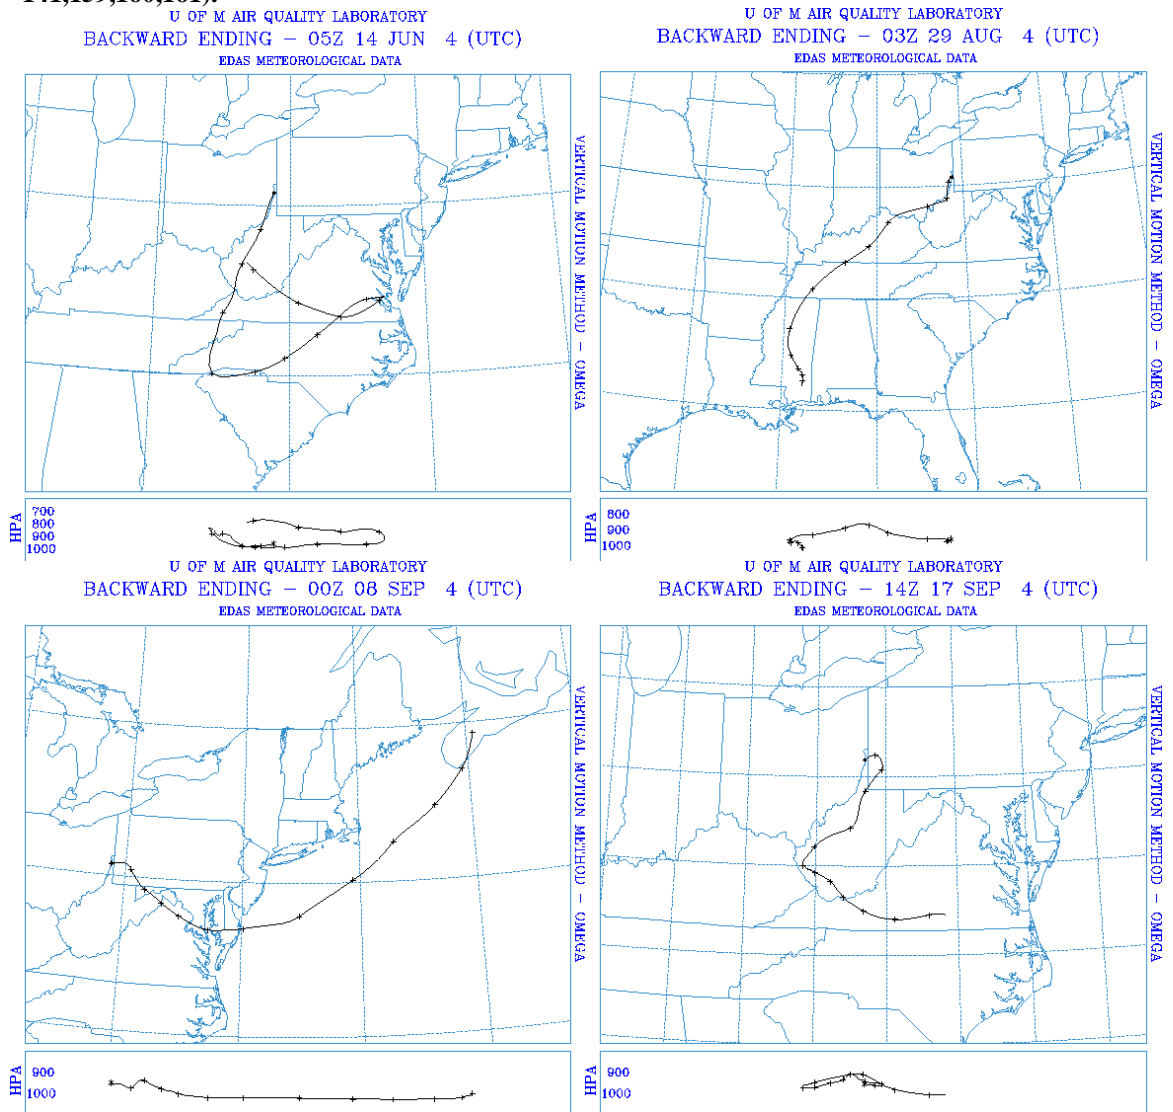 141,159,160,161).
U OF M AIR QUALITY LABORATORY
BACKWARD ENDING - 05Z 14 JUN 4 (UTC)
EDAS METEOROLOGICAL DATA
VERTICAL MOTION METHOD - OMEGA
HPA
700
800
900
1000
U OF M AIR QUALITY LABORATORY
BACKWARD ENDING - 03Z 29 AUG 4 (UTC)
EDAS METEOROLOGICAL DATA
VERTICAL MOTION METHOD - OMEGA
HPA
800
900
1000
U OF M AIR QUALITY LABORATORY
BACKWARD ENDING - 00Z 08 SEP 4 (UTC)
EDAS METEOROLOGICAL DATA
VERTICAL MOTION METHOD - OMEGA
HPA
900
1000
U OF M AIR QUALITY LABORATORY
BACKWARD ENDING - 14Z 17 SEP 4 (UTC)
EDAS METEOROLOGICAL DATA
VERTICAL MOTION METHOD - OMEGA
HPA
900
1000